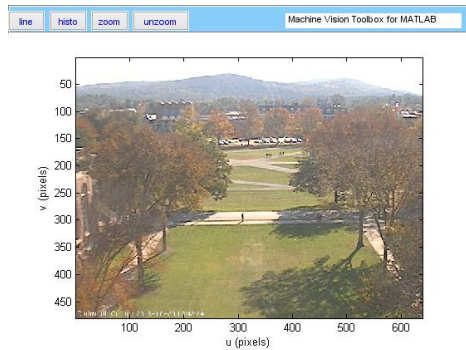 line histo zoom unzoom Machine Vision Toolbox for MATLAB
50
100
150
200
250
300
350
400
450
v (pixels)
100 200 300 400 500 600
u (pixels)